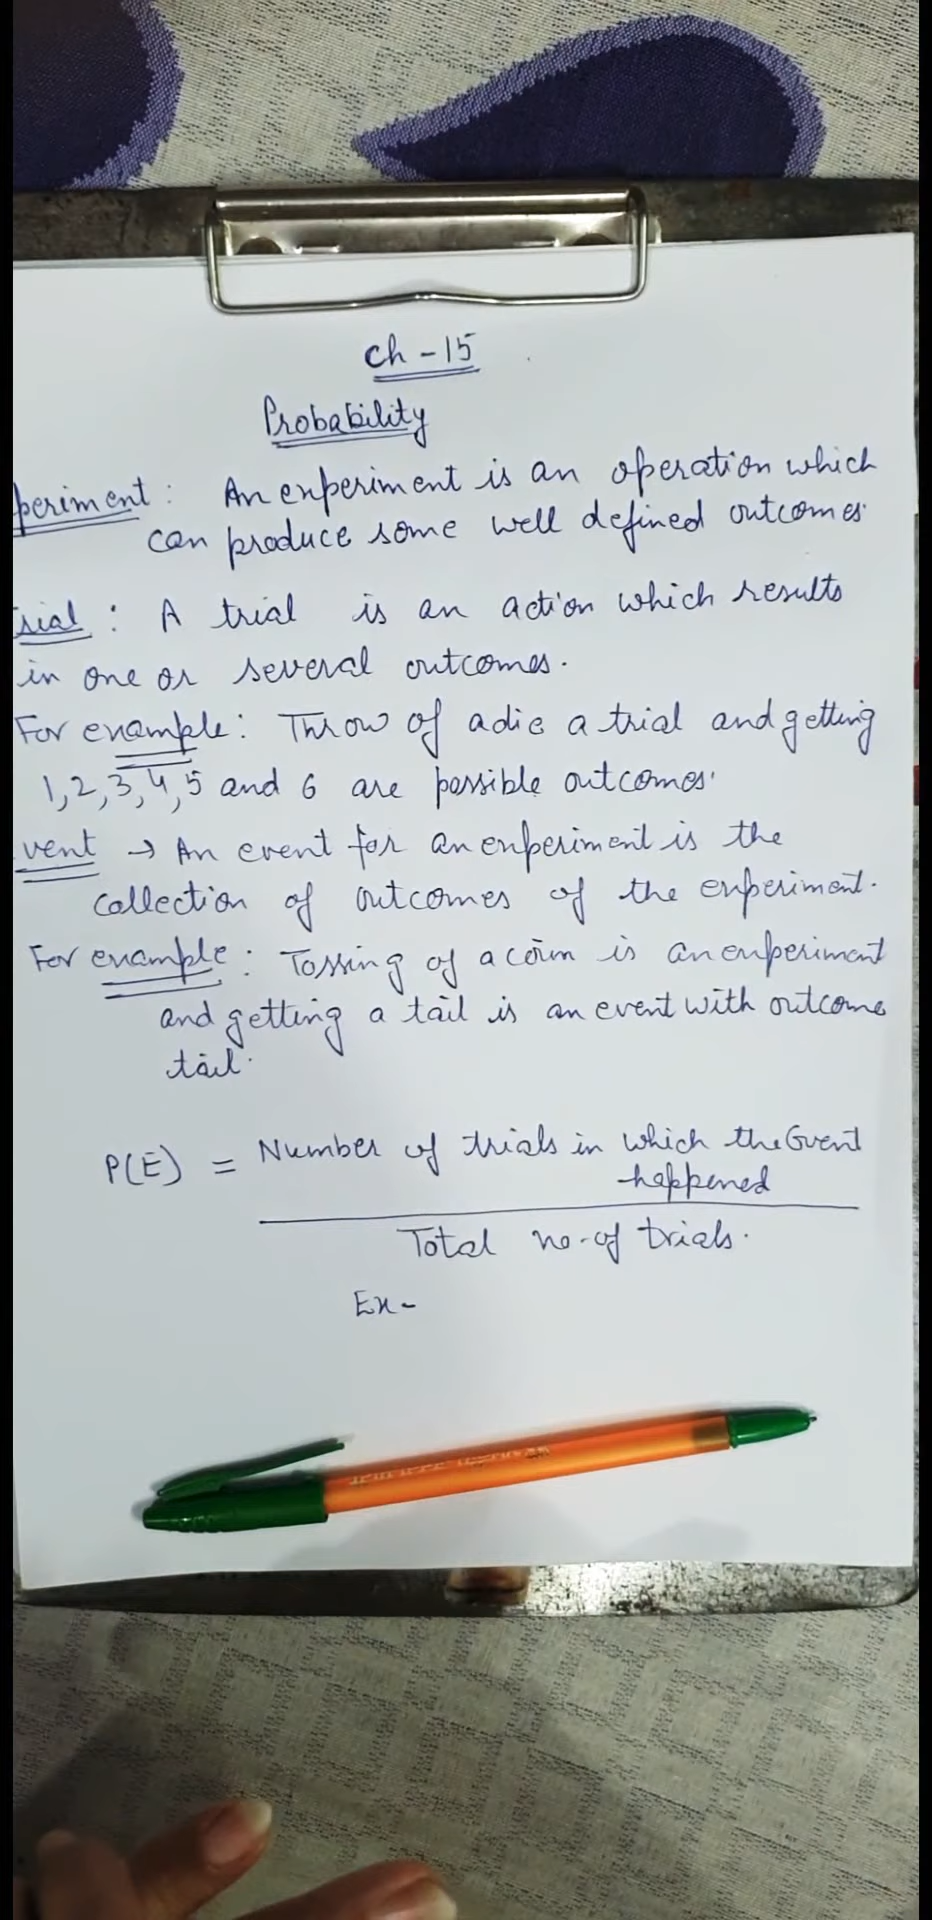 Ch - 15
Probability
periment : An experiment is an operation which
can produce some well defined outcomes.
rial : A trial is an action which results
in one or several outcomes.
For example : Throw of a die a trial and getting
1, 2, 3, 4, 5 and 6 are possible outcomes.
vent → An event for an experiment is the
collection of outcomes of the experiment.
For example : Tossing of a coin is an experiment
and getting a tail is an event with outcome
tail.
P(E) = Number of trials in which the Event
happened
Total no. of trials.
Ex -